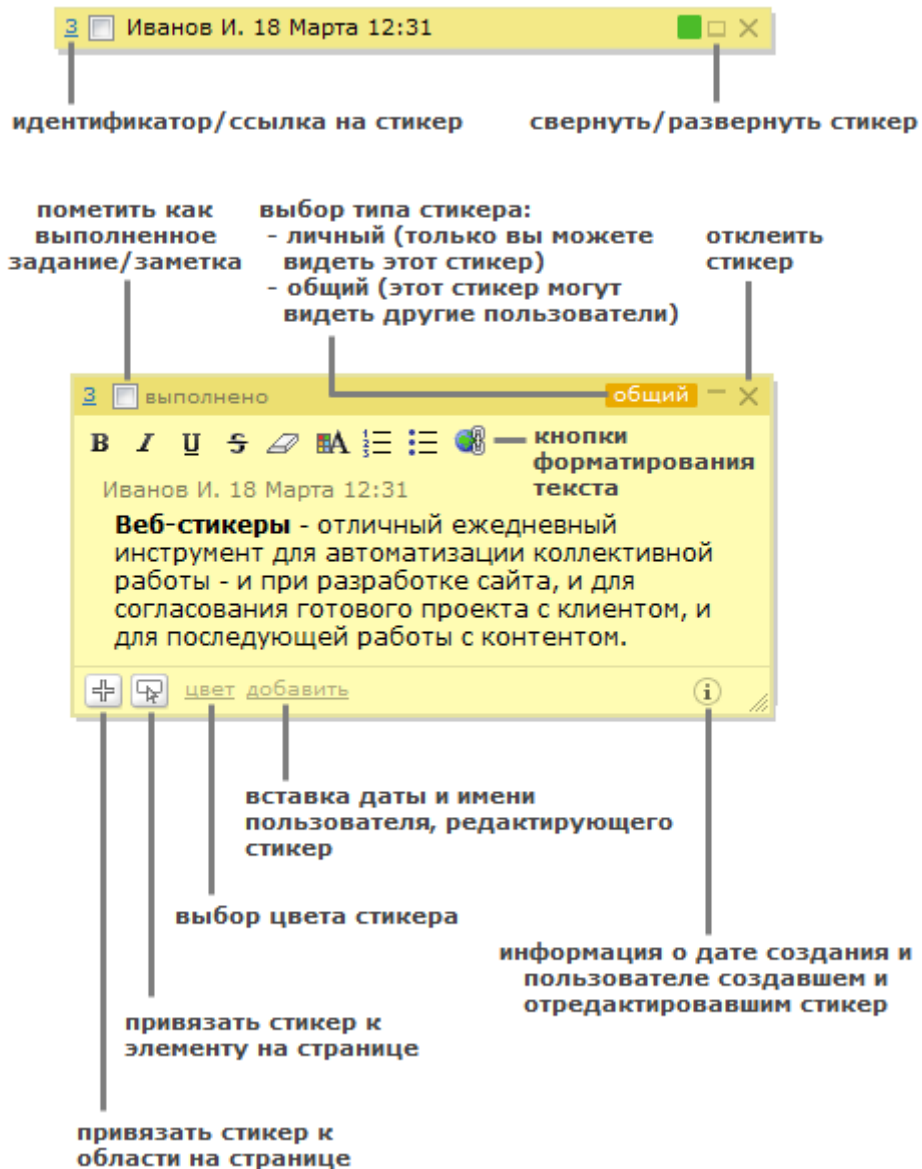 3 Иванов И. 18 Марта 12:31
идентификатор/ссылка на стикер
свернуть/развернуть стикер
пометить как
выполненное
задание/заметка
выбор типа стикера:
- личный (только вы можете
видеть этот стикер)
- общий (этот стикер могут
видеть другие пользователи)
отклеить
стикер
3 выполнено
общий
B I U S A
кнопки
форматирования
текста
Иванов И. 18 Марта 12:31
Веб-стикеры - отличный ежедневный
инструмент для автоматизации коллективной
работы - и при разработке сайта, и для
согласования готового проекта с клиентом, и
для последующей работы с контентом.
цвет добавить
вставка даты и имени
пользователя, редактирующего
стикер
выбор цвета стикера
информация о дате создания и
пользователе создавшем и
отредактировавшим стикер
привязать стикер к
элементу на странице
привязать стикер к
области на странице